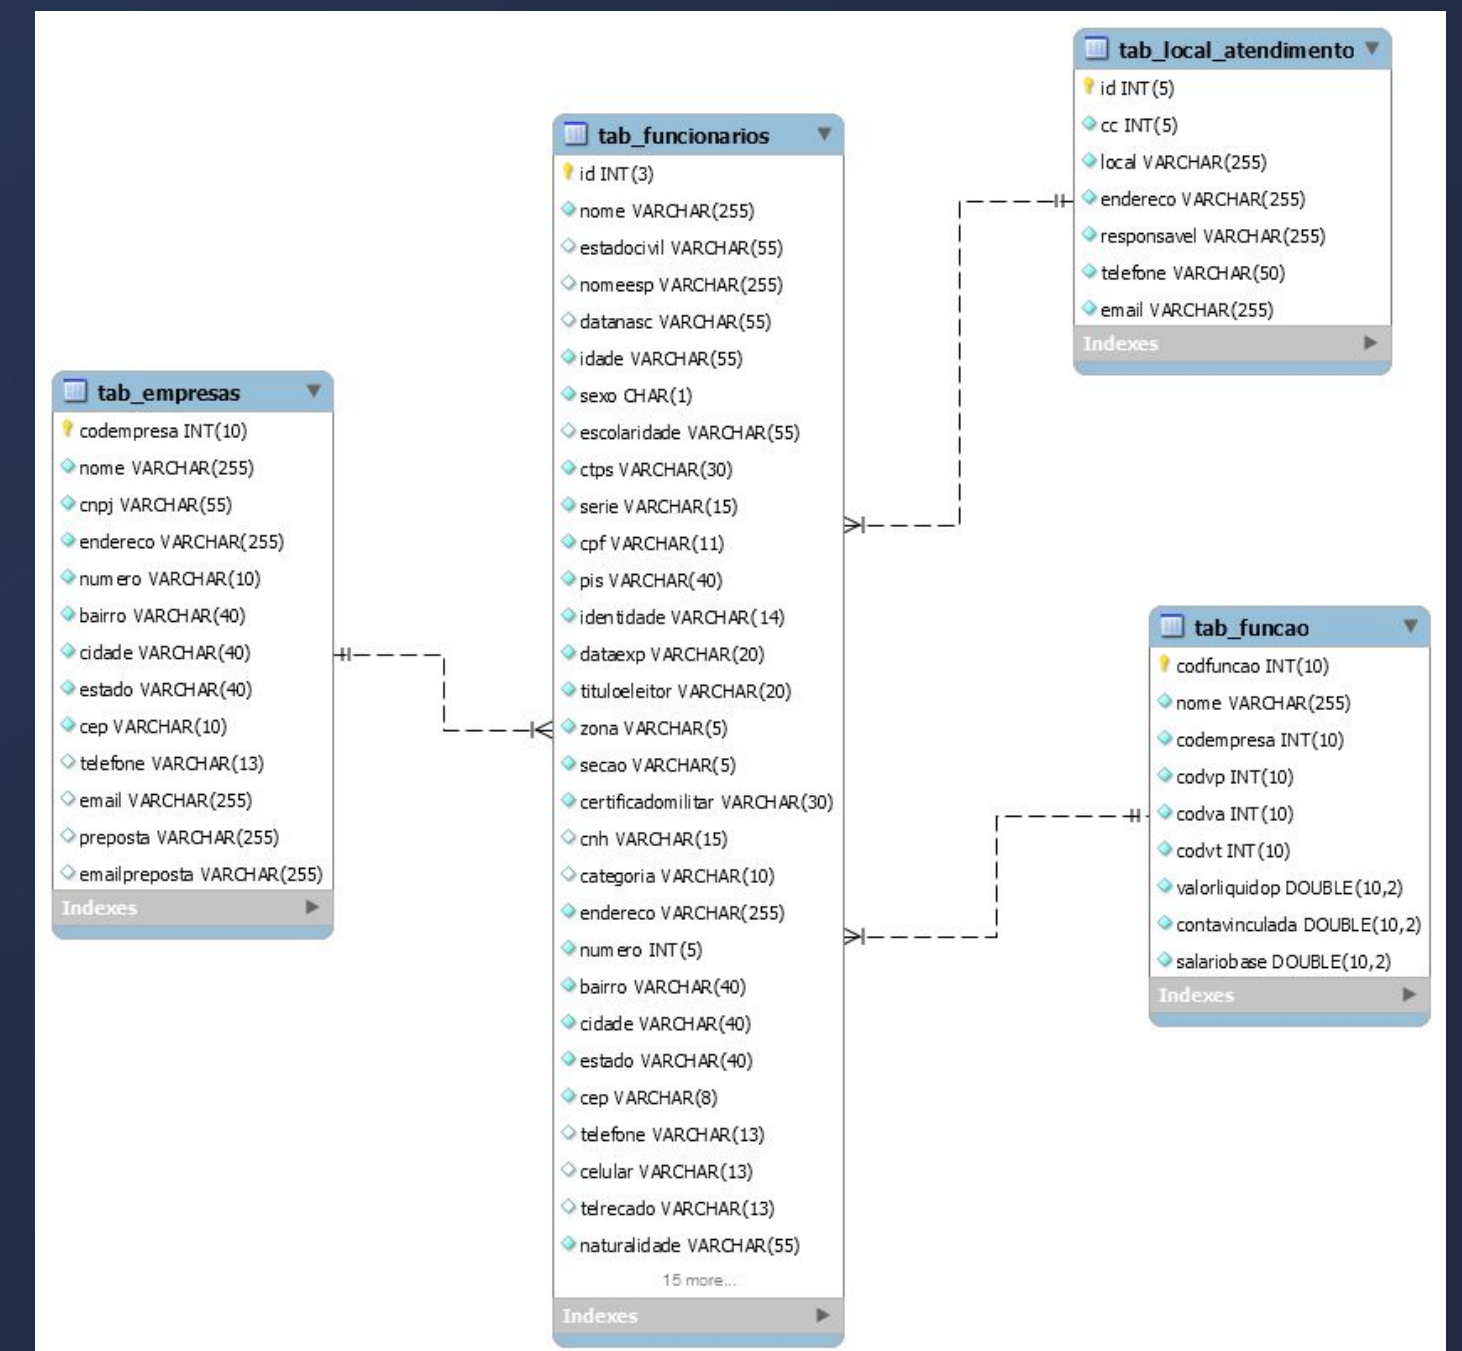 tab_empresas
codempresa INT(10)
nome VARCHAR(255)
cnpj VARCHAR(55)
endereco VARCHAR(255)
numero VARCHAR(10)
bairro VARCHAR(40)
cidade VARCHAR(40)
estado VARCHAR(40)
cep VARCHAR(10)
telefone VARCHAR(13)
email VARCHAR(255)
preposta VARCHAR(255)
emailpreposta VARCHAR(255)
Indexes
tab_funcionarios
id INT(3)
nome VARCHAR(255)
estadocivil VARCHAR(55)
nomeesp VARCHAR(255)
datanasc VARCHAR(55)
idade VARCHAR(55)
sexo CHAR(1)
escolaridade VARCHAR(55)
ctps VARCHAR(30)
serie VARCHAR(15)
cpf VARCHAR(11)
pis VARCHAR(40)
identidade VARCHAR(14)
dataexp VARCHAR(20)
tituloeleitor VARCHAR(20)
zona VARCHAR(5)
secao VARCHAR(5)
certificadomilitar VARCHAR(30)
cnh VARCHAR(15)
categoria VARCHAR(10)
endereco VARCHAR(255)
numero INT(5)
bairro VARCHAR(40)
cidade VARCHAR(40)
estado VARCHAR(40)
cep VARCHAR(8)
telefone VARCHAR(13)
celular VARCHAR(13)
telrecado VARCHAR(13)
naturalidade VARCHAR(55)
15 more...
Indexes
tab_local_atendimento
id INT(5)
cc INT(5)
local VARCHAR(255)
endereco VARCHAR(255)
responsavel VARCHAR(255)
telefone VARCHAR(50)
email VARCHAR(255)
Indexes
tab_funcao
codfuncao INT(10)
nome VARCHAR(255)
codempresa INT(10)
codvp INT(10)
codva INT(10)
codvt INT(10)
valorliquidop DOUBLE(10,2)
contavinculada DOUBLE(10,2)
salariobase DOUBLE(10,2)
Indexes